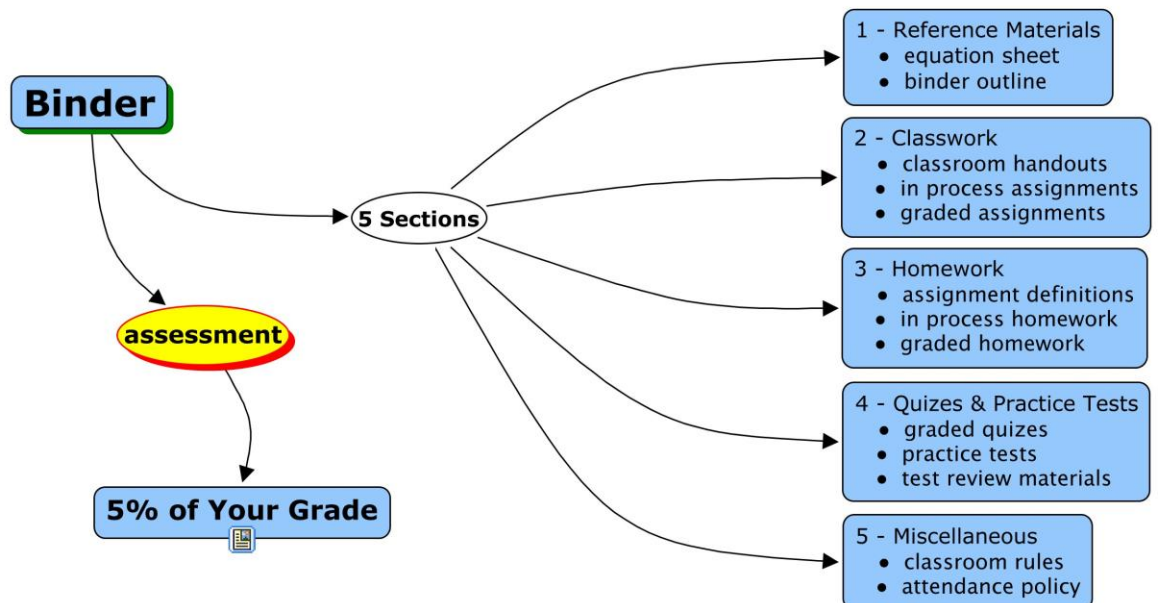 Binder
5 Sections
assessment
5% of Your Grade
1 - Reference Materials
• equation sheet
• binder outline
2 - Classwork
• classroom handouts
• in process assignments
• graded assignments
3 - Homework
• assignment definitions
• in process homework
• graded homework
4 - Quizes & Practice Tests
• graded quizes
• practice tests
• test review materials
5 - Miscellaneous
• classroom rules
• attendance policy